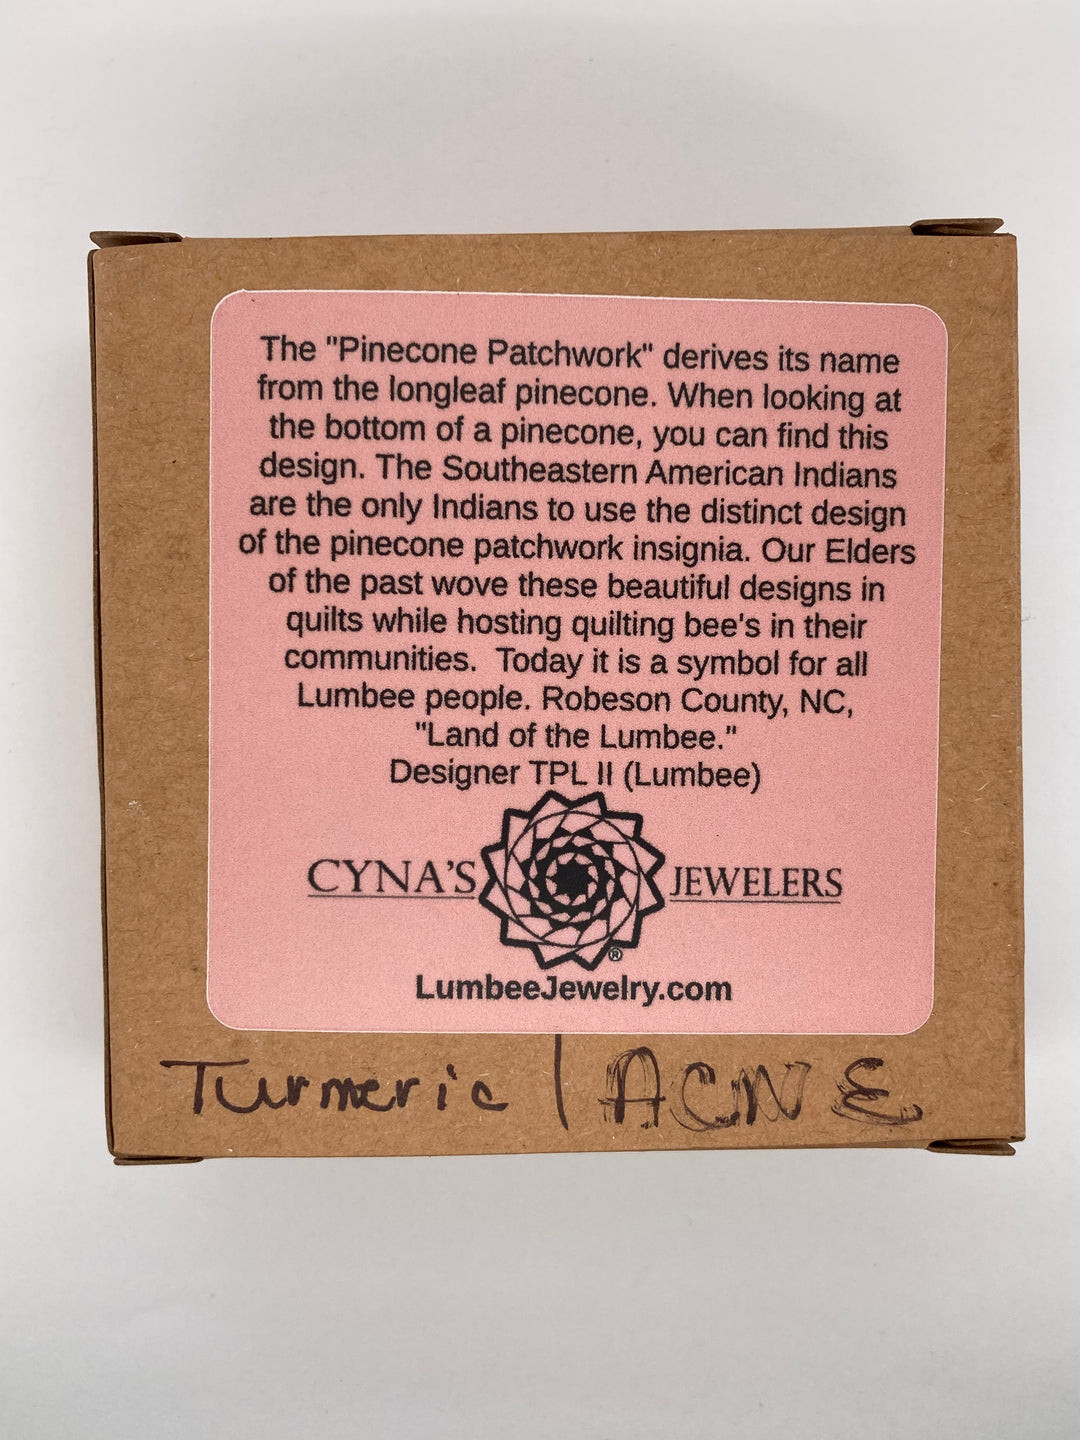 The "Pinecone Patchwork" derives its name
from the longleaf pinecone. When looking at
the bottom of a pinecone, you can find this
design. The Southeastern American Indians
are the only Indians to use the distinct design
of the pinecone patchwork insignia. Our Elders
of the past wove these beautiful designs in
quilts while hosting quilting bee's in their
communities.  Today it is a symbol for all
Lumbee people. Robeson County, NC,
"Land of the Lumbee."
Designer TPL II (Lumbee)
CYNA'S JEWELERS
®
LumbeeJewelry.com
Turmeric | ACNE